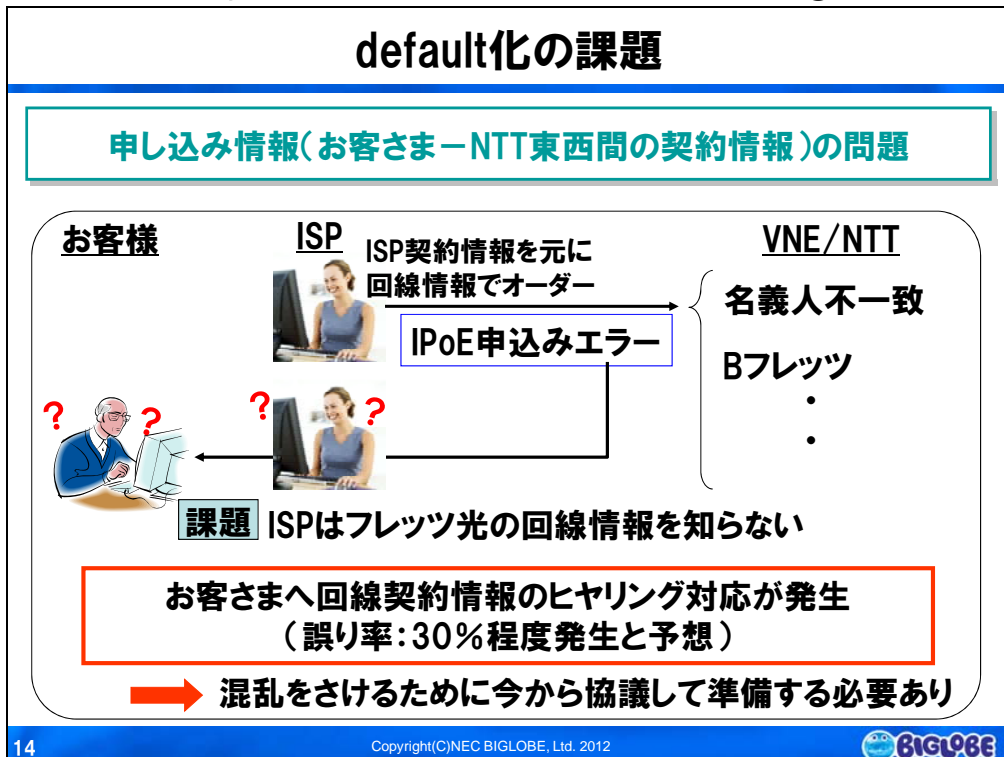 default化の課題
申し込み情報(お客さま－NTT東西間の契約情報)の問題
お客様
ISP
VNE/NTT
ISP契約情報を元に
回線情報でオーダー
IPoE申込みエラー
名義人不一致
Bフレッツ
・
・
? ?
? ?
課題 ISPはフレッツ光の回線情報を知らない
お客さまへ回線契約情報のヒヤリング対応が発生
(誤り率:30%程度発生と予想)
混乱をさけるために今から協議して準備する必要あり
14
Copyright(C)NEC BIGLOBE, Ltd. 2012
BIGLOBE